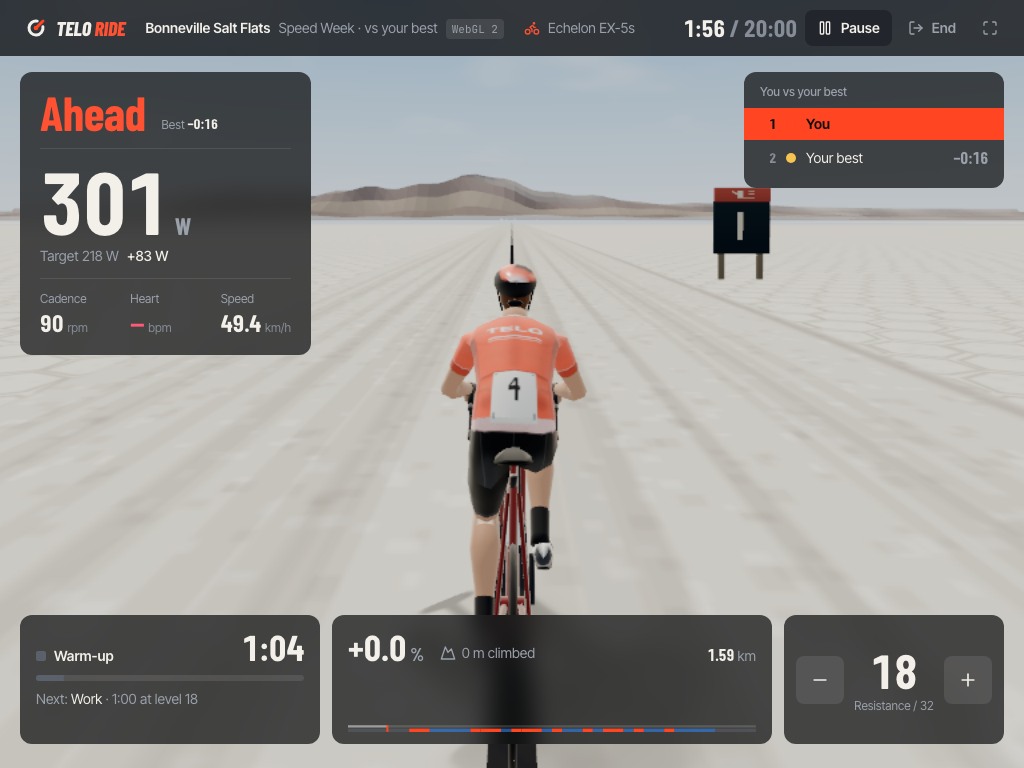 TELO RIDE Bonneville Salt Flats Speed Week · vs your best WebGL 2 Echelon EX-5s 1:56 / 20:00 Pause End
Ahead Best −0:16
301 W
Target 218 W +83 W
Cadence Heart Speed
90 rpm — bpm 49.4 km/h
You vs your best
1 You
2 Your best −0:16
1
TELO
4
Warm-up 1:04
Next: Work · 1:00 at level 18
+0.0 % 0 m climbed 1.59 km
− 18 +
Resistance / 32